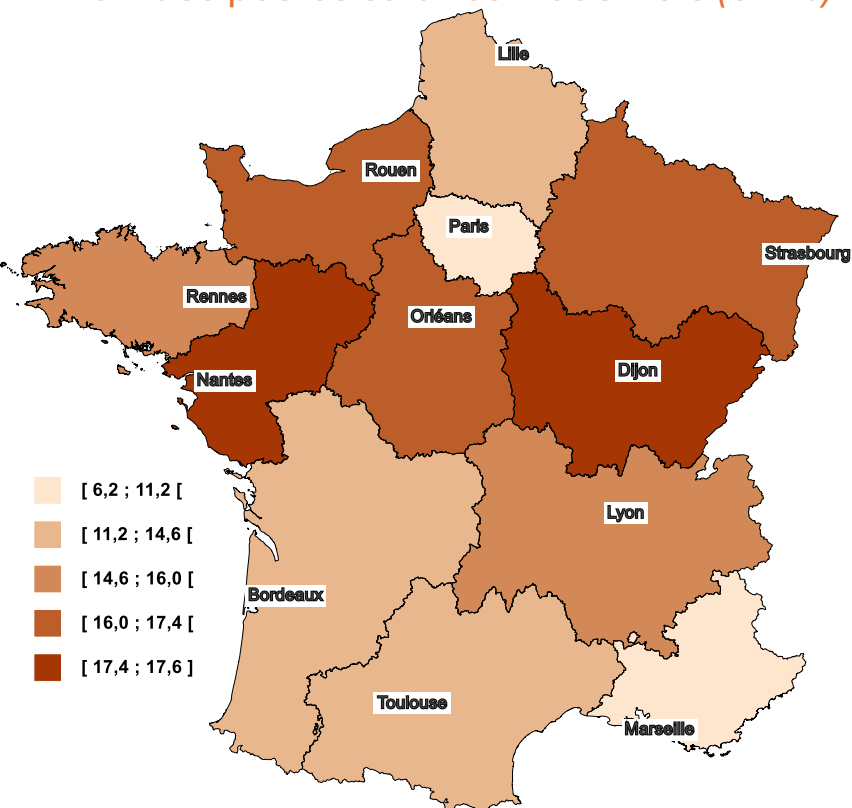 Lille
Rouen
Paris
Strasbourg
Rennes
Orléans
Nantes
Dijon
[ 6,2 ; 11,2 [
[ 11,2 ; 14,6 [
[ 14,6 ; 16,0 [
[ 16,0 ; 17,4 [
[ 17,4 ; 17,6 ]
Lyon
Bordeaux
Toulouse
Marseille